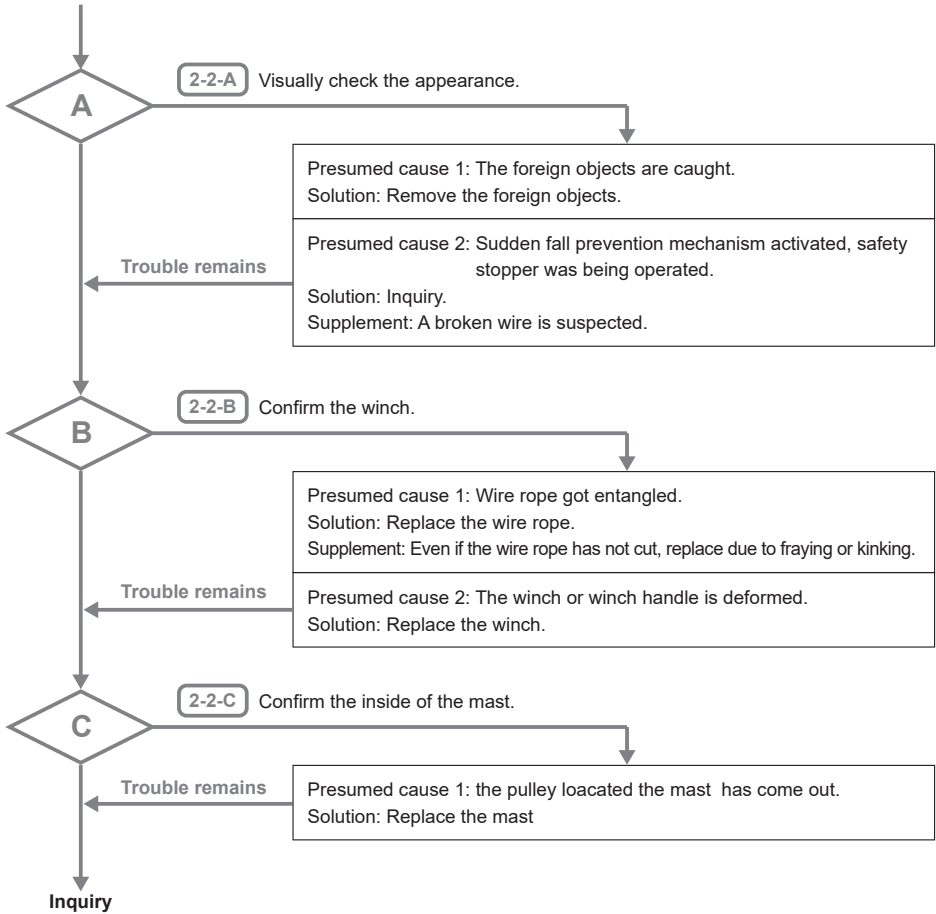 A
2-2-A Visually check the appearance.
Presumed cause 1: The foreign objects are caught.
Solution: Remove the foreign objects.
Presumed cause 2: Sudden fall prevention mechanism activated, safety
stopper was being operated.
Solution: Inquiry.
Supplement: A broken wire is suspected.
Trouble remains
B
2-2-B Confirm the winch.
Presumed cause 1: Wire rope got entangled.
Solution: Replace the wire rope.
Supplement: Even if the wire rope has not cut, replace due to fraying or kinking.
Presumed cause 2: The winch or winch handle is deformed.
Solution: Replace the winch.
Trouble remains
C
2-2-C Confirm the inside of the mast.
Presumed cause 1: the pulley loacated the mast  has come out.
Solution: Replace the mast
Trouble remains
Inquiry